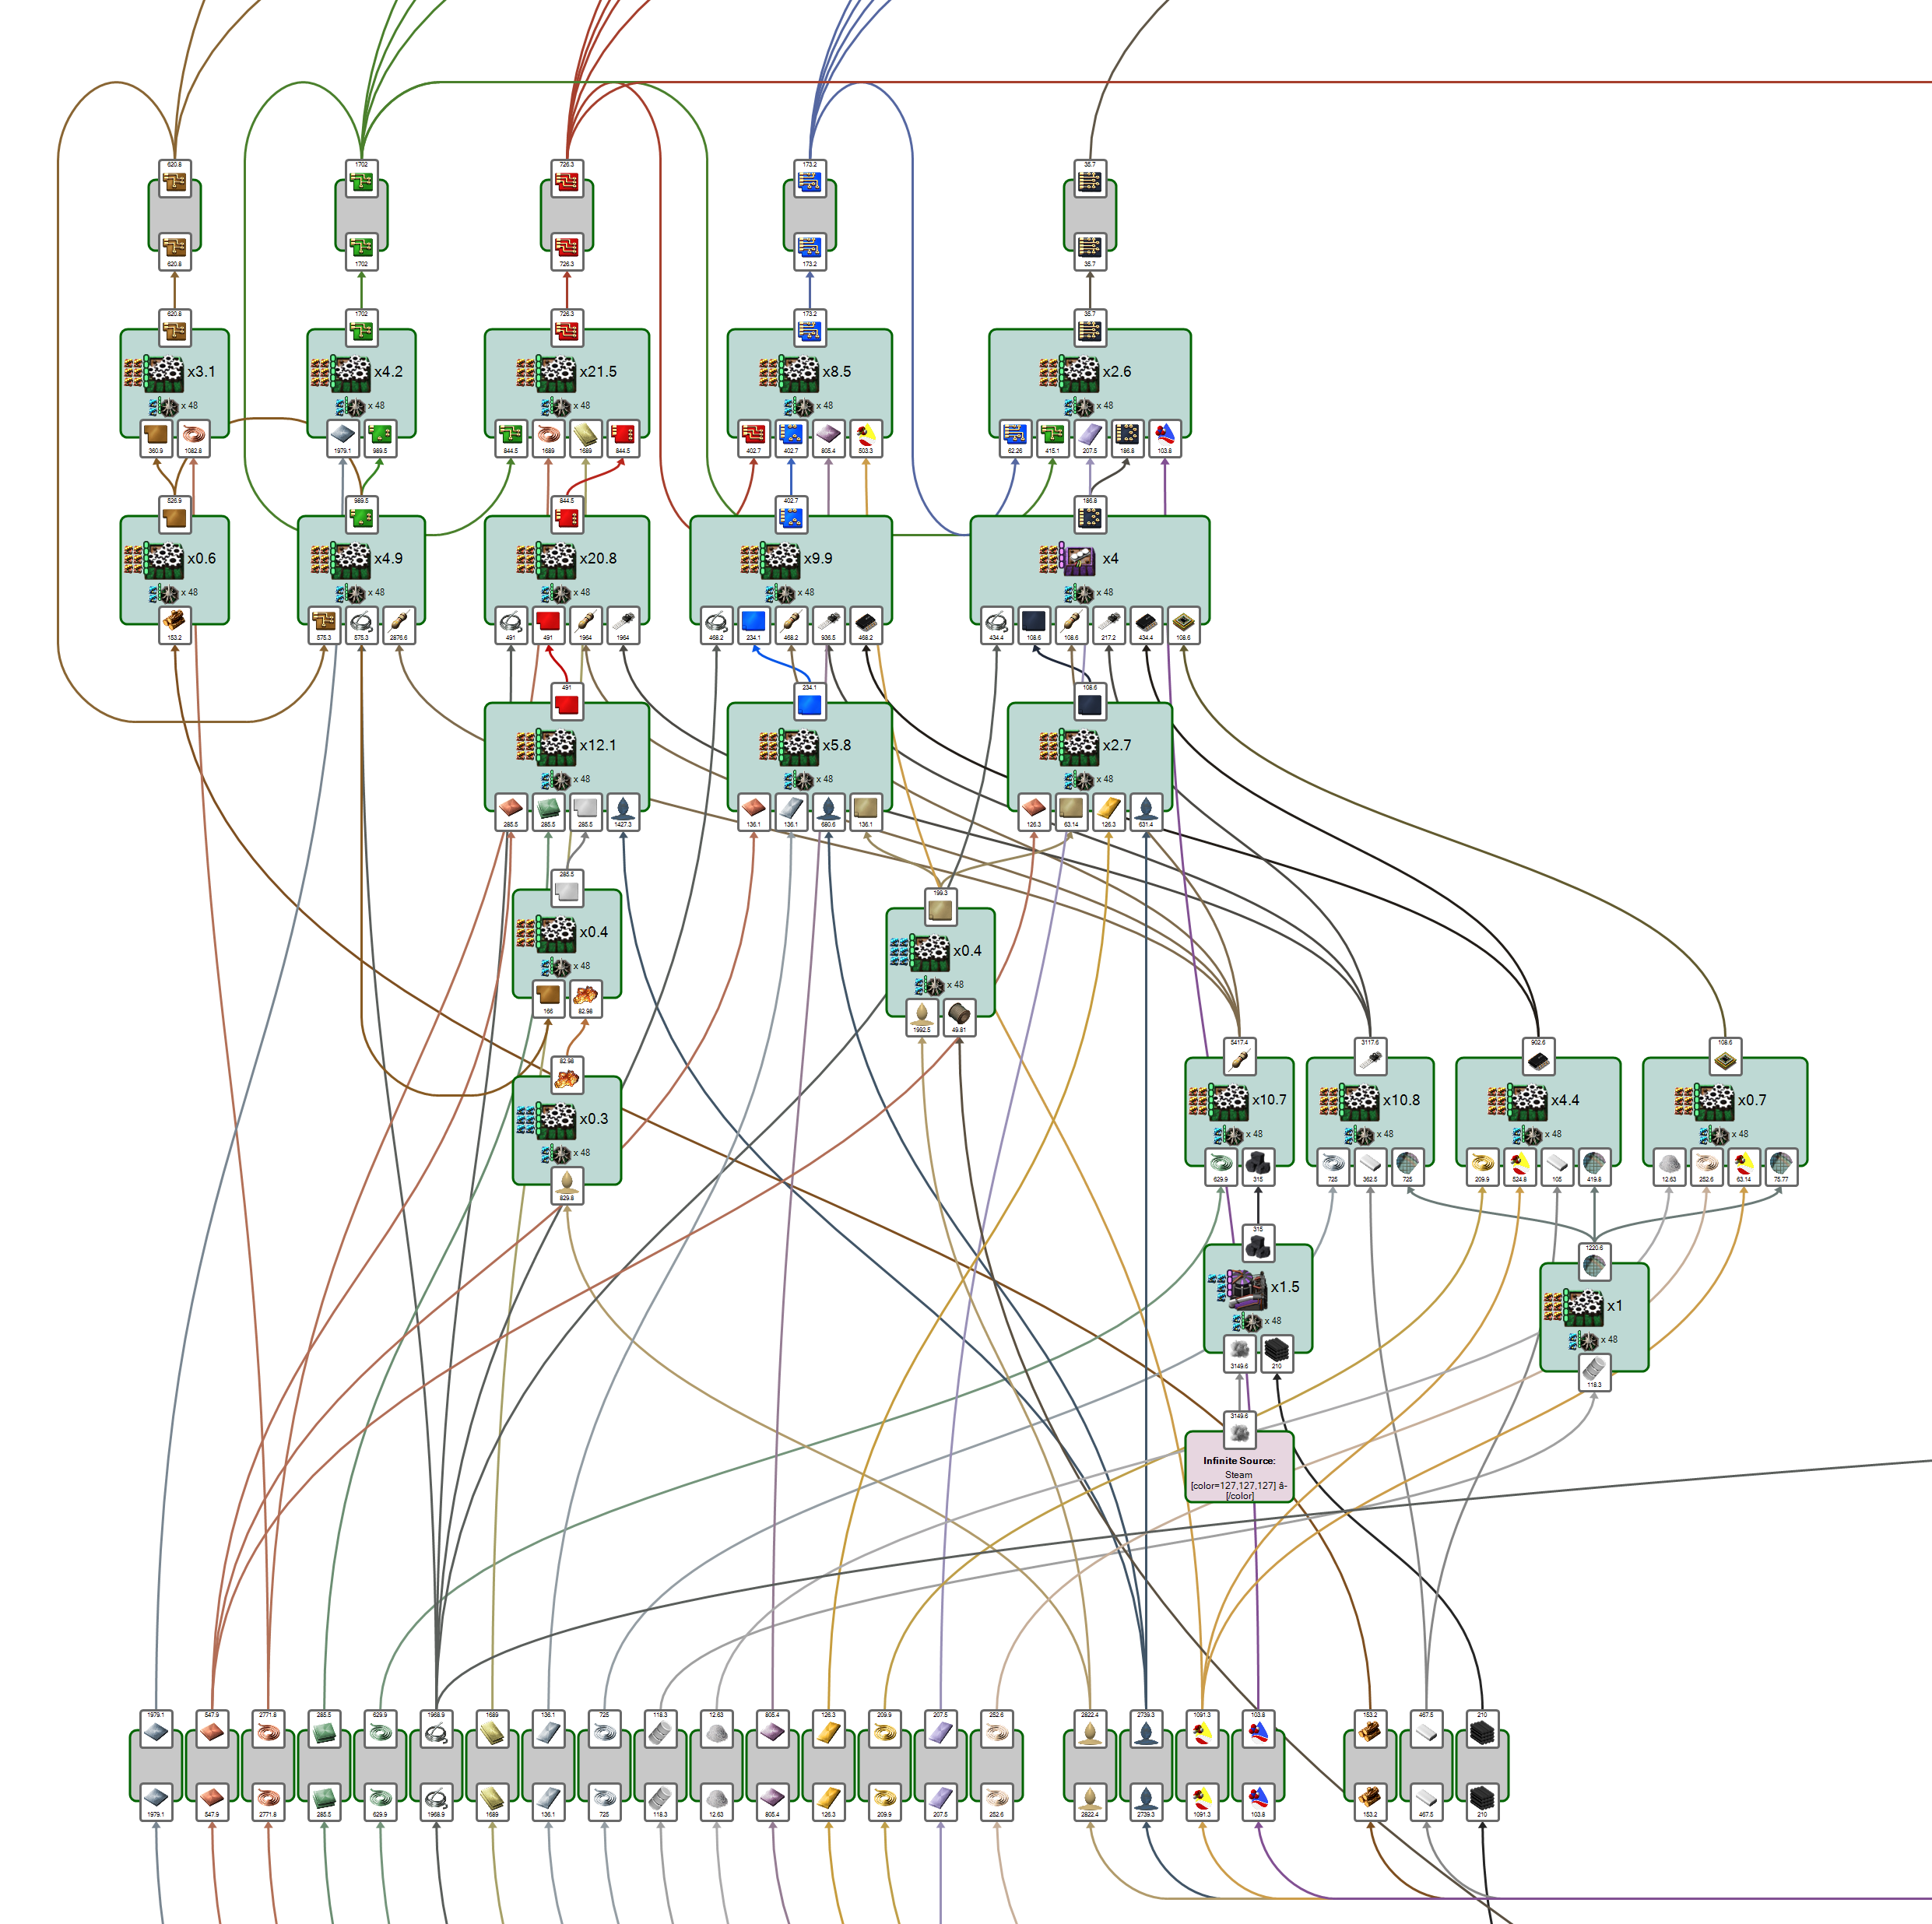 620.8 1702 726.3 173.2 35.7
620.8 1702 726.3 173.2 35.7
620.8 1702 726.3 173.2 35.7
x3.1 x4.2 x21.5 x8.5 x2.6
x 48 x 48 x 48 x 48 x 48
360.9 1082.8 1979.1 989.5 844.5 1689 1689 844.5 402.7 402.7 805.4 503.3 62.26 415.1 207.5 186.8 103.8
526.9 989.5 844.5 402.7 186.8
x0.6 x4.9 x20.8 x9.9 x4
x 48 x 48 x 48 x 48 x 48
153.2 575.3 575.3 2876.6 491 491 1964 1964 468.2 234.1 468.2 936.5 468.2 434.4 108.6 108.6 217.2 434.4 108.6
491 234.1 108.6
x12.1 x5.8 x2.7
x 48 x 48 x 48
285.5 285.5 285.5 1427.3 136.1 136.1 680.6 136.1 126.3 63.14 126.3 631.4
285.5 199.3
x0.4 x0.4
x 48 x 48
166 82.98 1992.5 49.81
82.98 5417.4 3117.6 902.6 108.6
x0.3 x10.7 x10.8 x4.4 x0.7
x 48 x 48 x 48 x 48 x 48
829.8 629.9 315 725 362.5 725 209.9 524.8 105 419.8 12.63 252.6 63.14 75.77
315 1220.6
x1.5 x1
x 48 x 48
3149.6 210 118.3
3149.6
Infinite Source:
Steam
[color=127,127,127] â-
[/color]
1979.1 547.9 2771.8 285.5 629.9 1968.9 1689 136.1 725 118.3 12.63 805.4 126.3 209.9 207.5 252.6 2822.4 2739.3 1091.3 103.8 153.2 467.5 210
1979.1 547.9 2771.8 285.5 629.9 1968.9 1689 136.1 725 118.3 12.63 805.4 126.3 209.9 207.5 252.6 2822.4 2739.3 1091.3 103.8 153.2 467.5 210